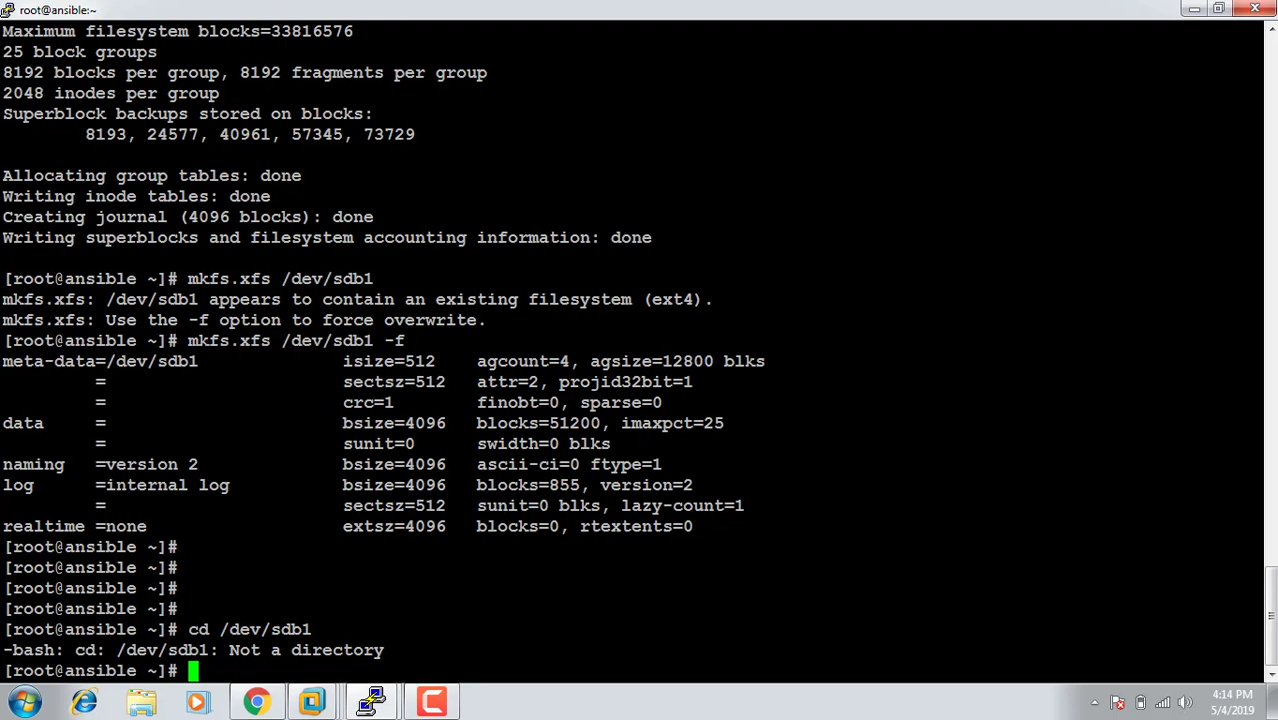 root@ansible:~
Maximum filesystem blocks=33816576
25 block groups
8192 blocks per group, 8192 fragments per group
2048 inodes per group
Superblock backups stored on blocks:
        8193, 24577, 40961, 57345, 73729
Allocating group tables: done
Writing inode tables: done
Creating journal (4096 blocks): done
Writing superblocks and filesystem accounting information: done
[root@ansible ~]# mkfs.xfs /dev/sdb1
mkfs.xfs: /dev/sdb1 appears to contain an existing filesystem (ext4).
mkfs.xfs: Use the -f option to force overwrite.
[root@ansible ~]# mkfs.xfs /dev/sdb1 -f
meta-data=/dev/sdb1              isize=512    agcount=4, agsize=12800 blks
         =                       sectsz=512   attr=2, projid32bit=1
         =                       crc=1        finobt=0, sparse=0
data     =                       bsize=4096   blocks=51200, imaxpct=25
         =                       sunit=0      swidth=0 blks
naming   =version 2              bsize=4096   ascii-ci=0 ftype=1
log      =internal log           bsize=4096   blocks=855, version=2
         =                       sectsz=512   sunit=0 blks, lazy-count=1
realtime =none                   extsz=4096   blocks=0, rtextents=0
[root@ansible ~]#
[root@ansible ~]#
[root@ansible ~]#
[root@ansible ~]#
[root@ansible ~]# cd /dev/sdb1
-bash: cd: /dev/sdb1: Not a directory
[root@ansible ~]#
4:14 PM
5/4/2019